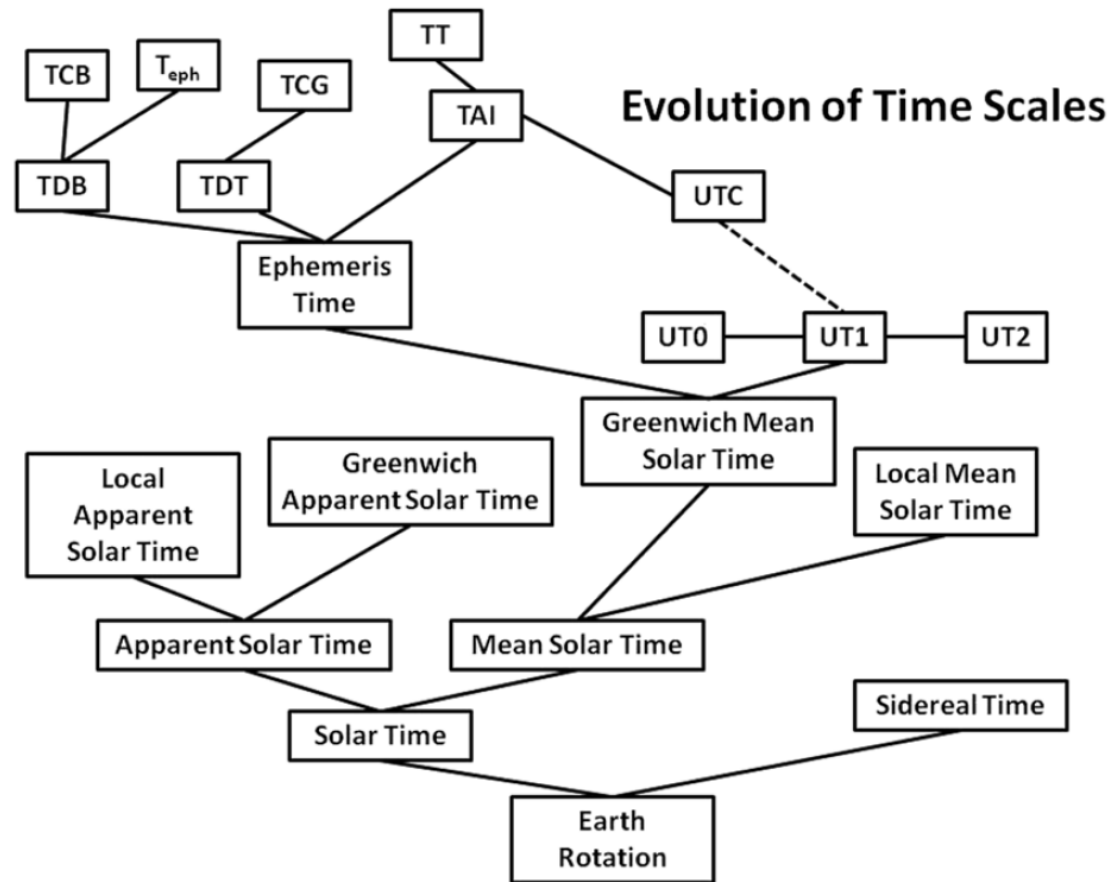 TT
TCB
T_eph
TCG
TAI
Evolution of Time Scales
TDB
TDT
UTC
Ephemeris
Time
UT0
UT1
UT2
Greenwich Mean
Solar Time
Local
Apparent
Solar Time
Greenwich
Apparent Solar Time
Local Mean
Solar Time
Apparent Solar Time
Mean Solar Time
Solar Time
Sidereal Time
Earth
Rotation